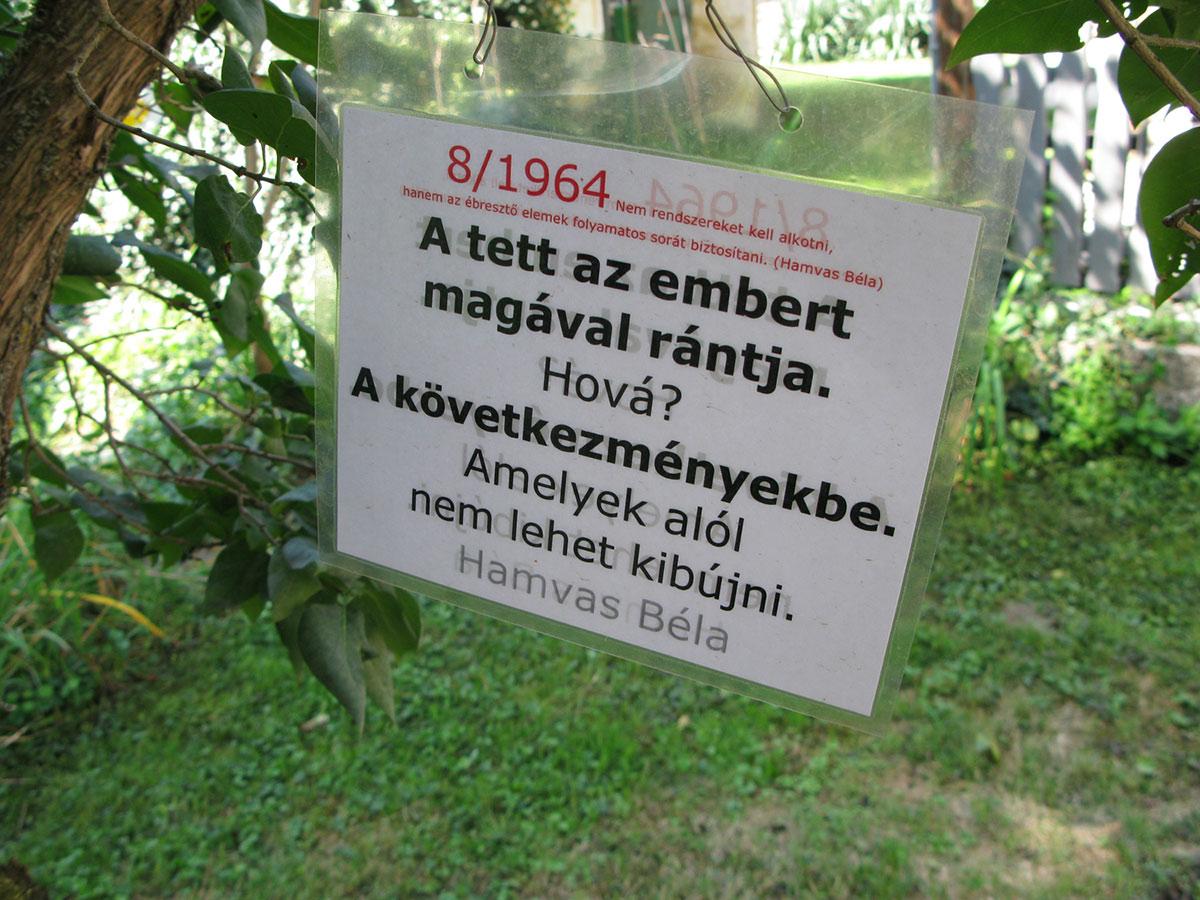 8/1964 Nem rendszereket kell alkotni,
hanem az ébresztő elemek folyamatos sorát biztosítani. (Hamvas Béla)
A tett az embert
magával rántja.
Hová?
A következményekbe.
Amelyek alól
nem lehet kibújni.
Hamvas Béla